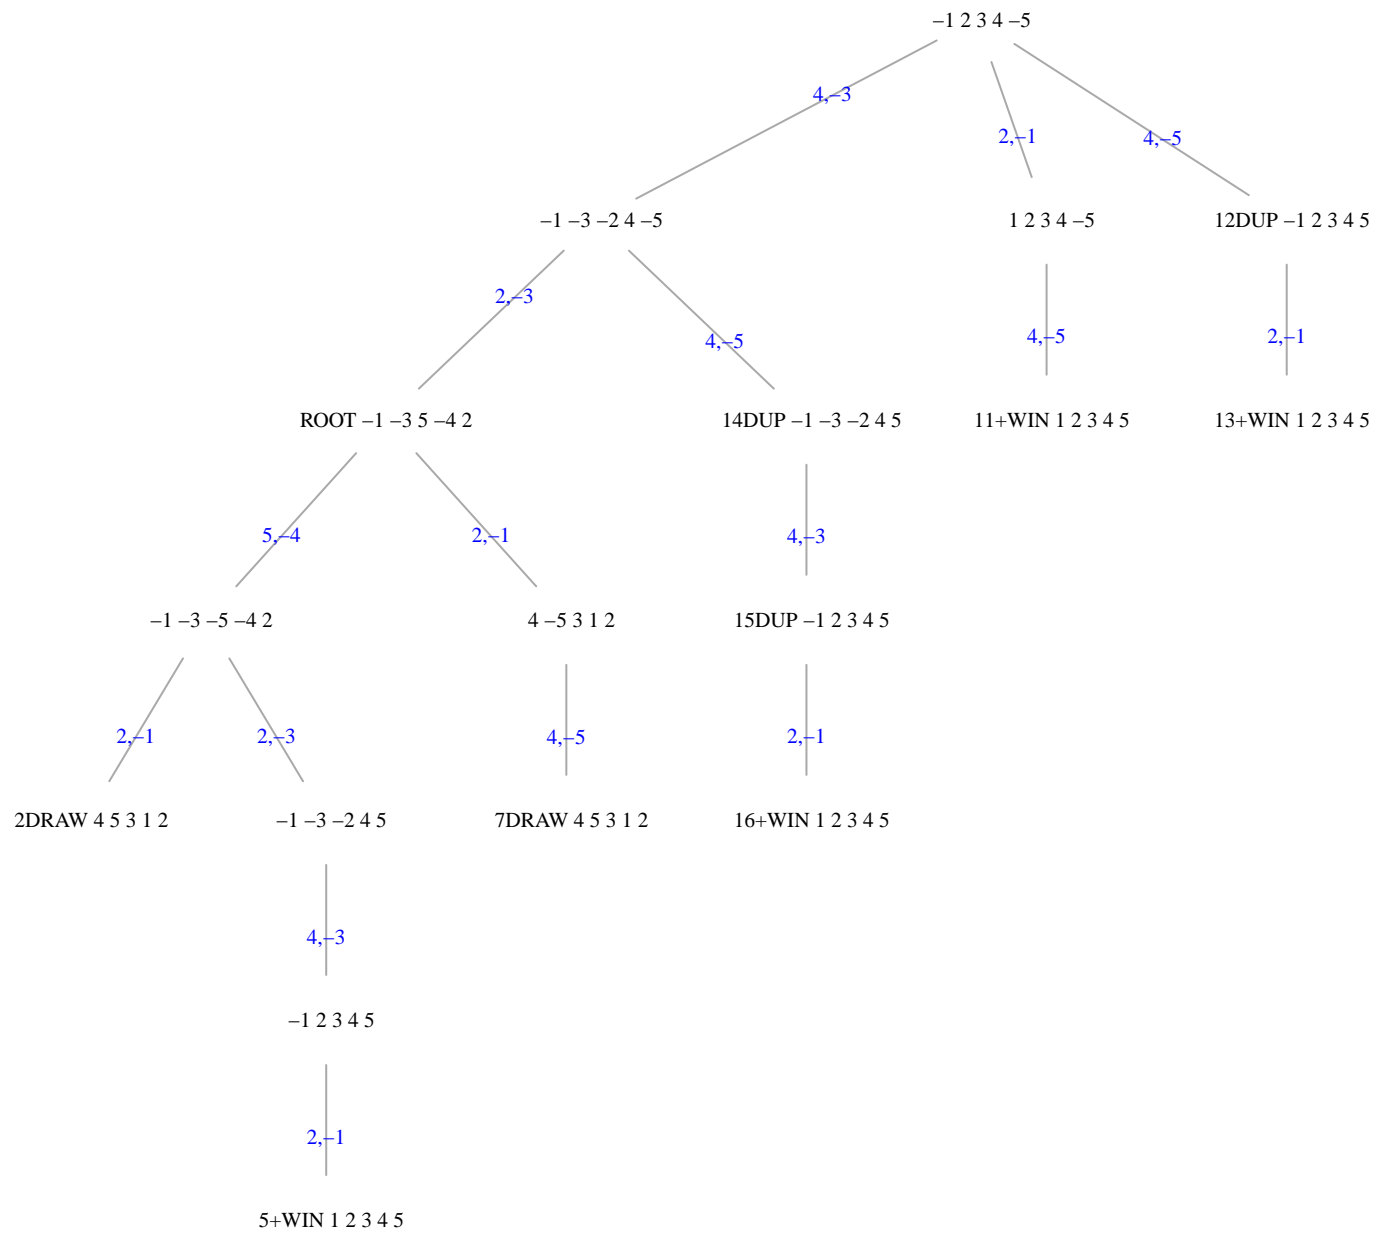 –1 2 3 4 –5
4,–3
2,–1
4,–5
–1 –3 –2 4 –5
1 2 3 4 –5
12DUP –1 2 3 4 5
2,–3
4,–5
4,–5
2,–1
ROOT –1 –3 5 –4 2
14DUP –1 –3 –2 4 5
11+WIN 1 2 3 4 5
13+WIN 1 2 3 4 5
5,–4
2,–1
4,–3
–1 –3 –5 –4 2
4 –5 3 1 2
15DUP –1 2 3 4 5
2,–1
2,–3
4,–5
2,–1
2DRAW 4 5 3 1 2
–1 –3 –2 4 5
7DRAW 4 5 3 1 2
16+WIN 1 2 3 4 5
4,–3
–1 2 3 4 5
2,–1
5+WIN 1 2 3 4 5